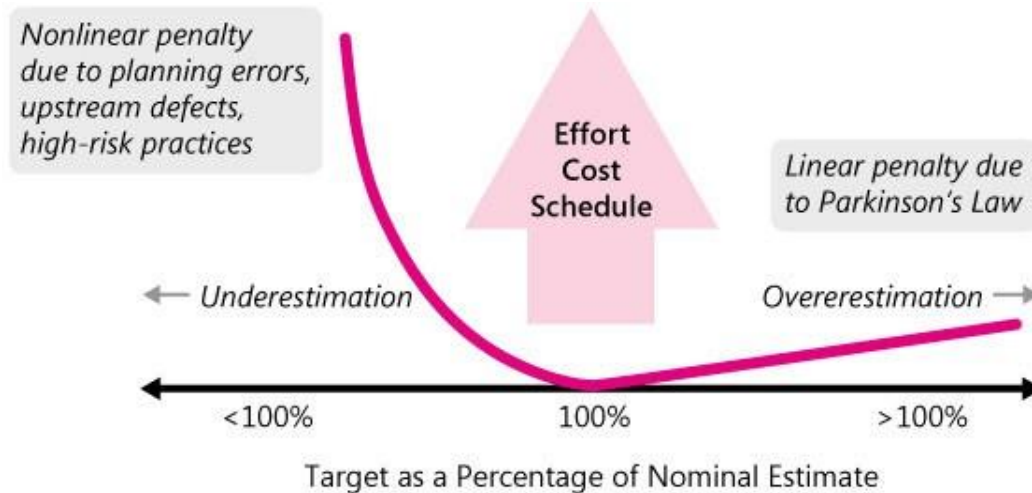 Nonlinear penalty
due to planning errors,
upstream defects,
high-risk practices
Effort
Cost
Schedule
Linear penalty due
to Parkinson's Law
Underestimation
Overerestimation
<100%
100%
>100%
Target as a Percentage of Nominal Estimate